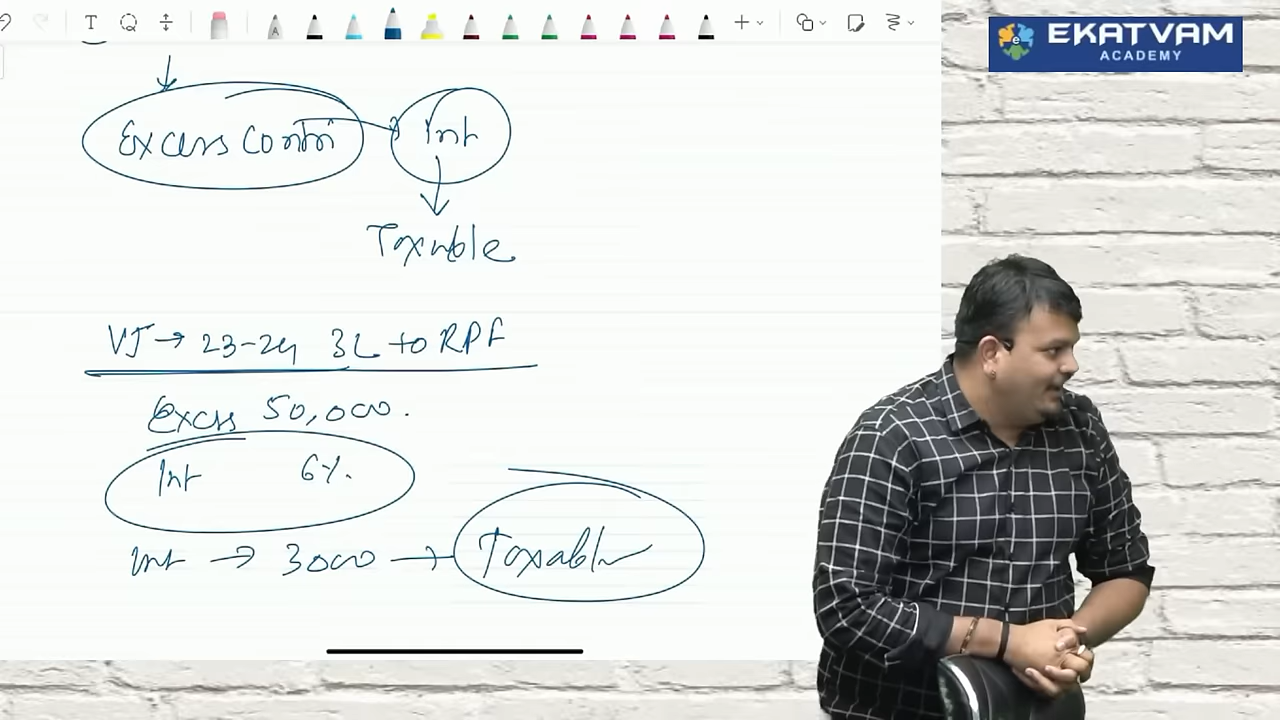 EKATVAM
ACADEMY
Excess Contri Int
Taxable
VJ → 23-24 3L to RPF
Excss 50,000.
Int 6%.
Int → 3000 → Taxable